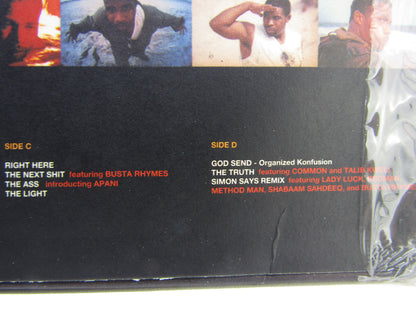 SIDE C
RIGHT HERE
THE NEXT SHIT featuring BUSTA RHYMES
THE ASS introducting APANI
THE LIGHT
SIDE D
GOD SEND - Organized Konfusion
THE TRUTH featuring COMMON and TALIB
SIMON SAYS REMIX featuring LADY LUCK,
METHOD MAN, SHABAAM SAHDEEQ, and